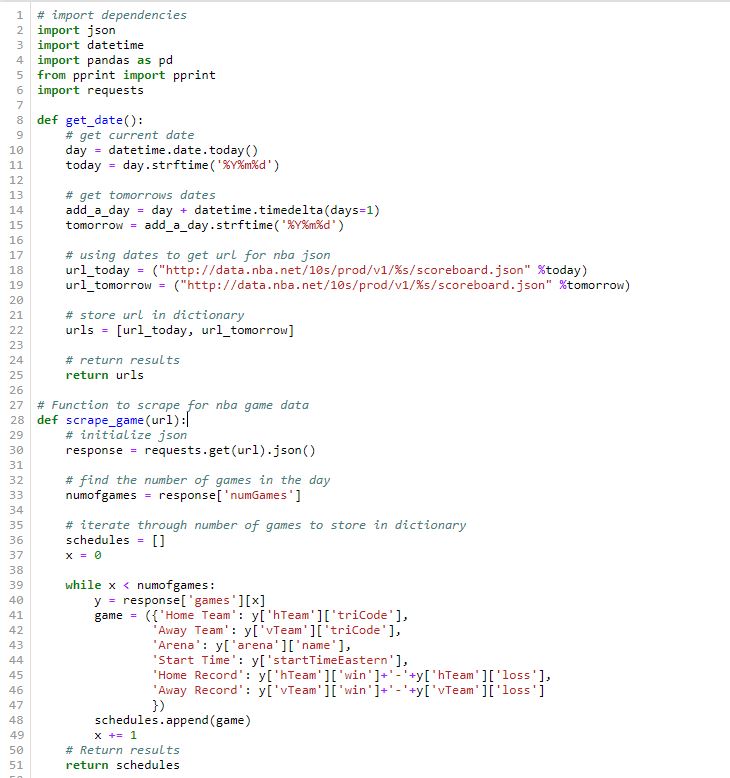 1 # import dependencies
2 import json
3 import datetime
4 import pandas as pd
5 from pprint import pprint
6 import requests
7
8 def get_date():
9     # get current date
10     day = datetime.date.today()
11     today = day.strftime('%Y%m%d')
12
13     # get tomorrows dates
14     add_a_day = day + datetime.timedelta(days=1)
15     tomorrow = add_a_day.strftime('%Y%m%d')
16
17     # using dates to get url for nba json
18     url_today = ("http://data.nba.net/10s/prod/v1/%s/scoreboard.json" %today)
19     url_tomorrow = ("http://data.nba.net/10s/prod/v1/%s/scoreboard.json" %tomorrow)
20
21     # store url in dictionary
22     urls = [url_today, url_tomorrow]
23
24     # return results
25     return urls
26
27 # Function to scrape for nba game data
28 def scrape_game(url):
29     # initialize json
30     response = requests.get(url).json()
31
32     # find the number of games in the day
33     numofgames = response['numGames']
34
35     # iterate through number of games to store in dictionary
36     schedules = []
37     x = 0
38
39     while x < numofgames:
40         y = response['games'][x]
41         game = ({'Home Team': y['hTeam']['triCode'],
42                 'Away Team': y['vTeam']['triCode'],
43                 'Arena': y['arena']['name'],
44                 'Start Time': y['startTimeEastern'],
45                 'Home Record': y['hTeam']['win']+'-'+y['hTeam']['loss'],
46                 'Away Record': y['vTeam']['win']+'-'+y['vTeam']['loss']
47                 })
48         schedules.append(game)
49         x += 1
50     # Return results
51     return schedules